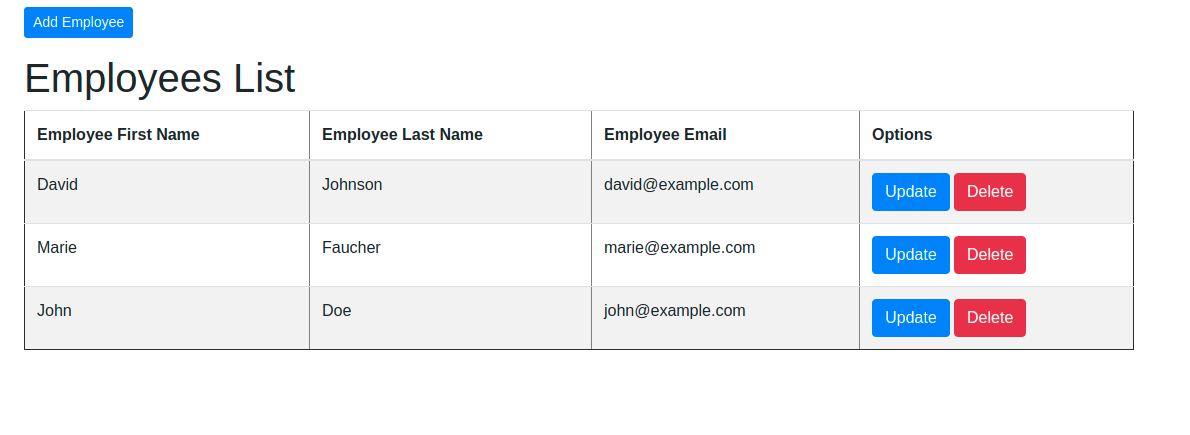 Add Employee
Employees List
Employee First Name Employee Last Name Employee Email Options
David Johnson david@example.com Update Delete
Marie Faucher marie@example.com Update Delete
John Doe john@example.com Update Delete